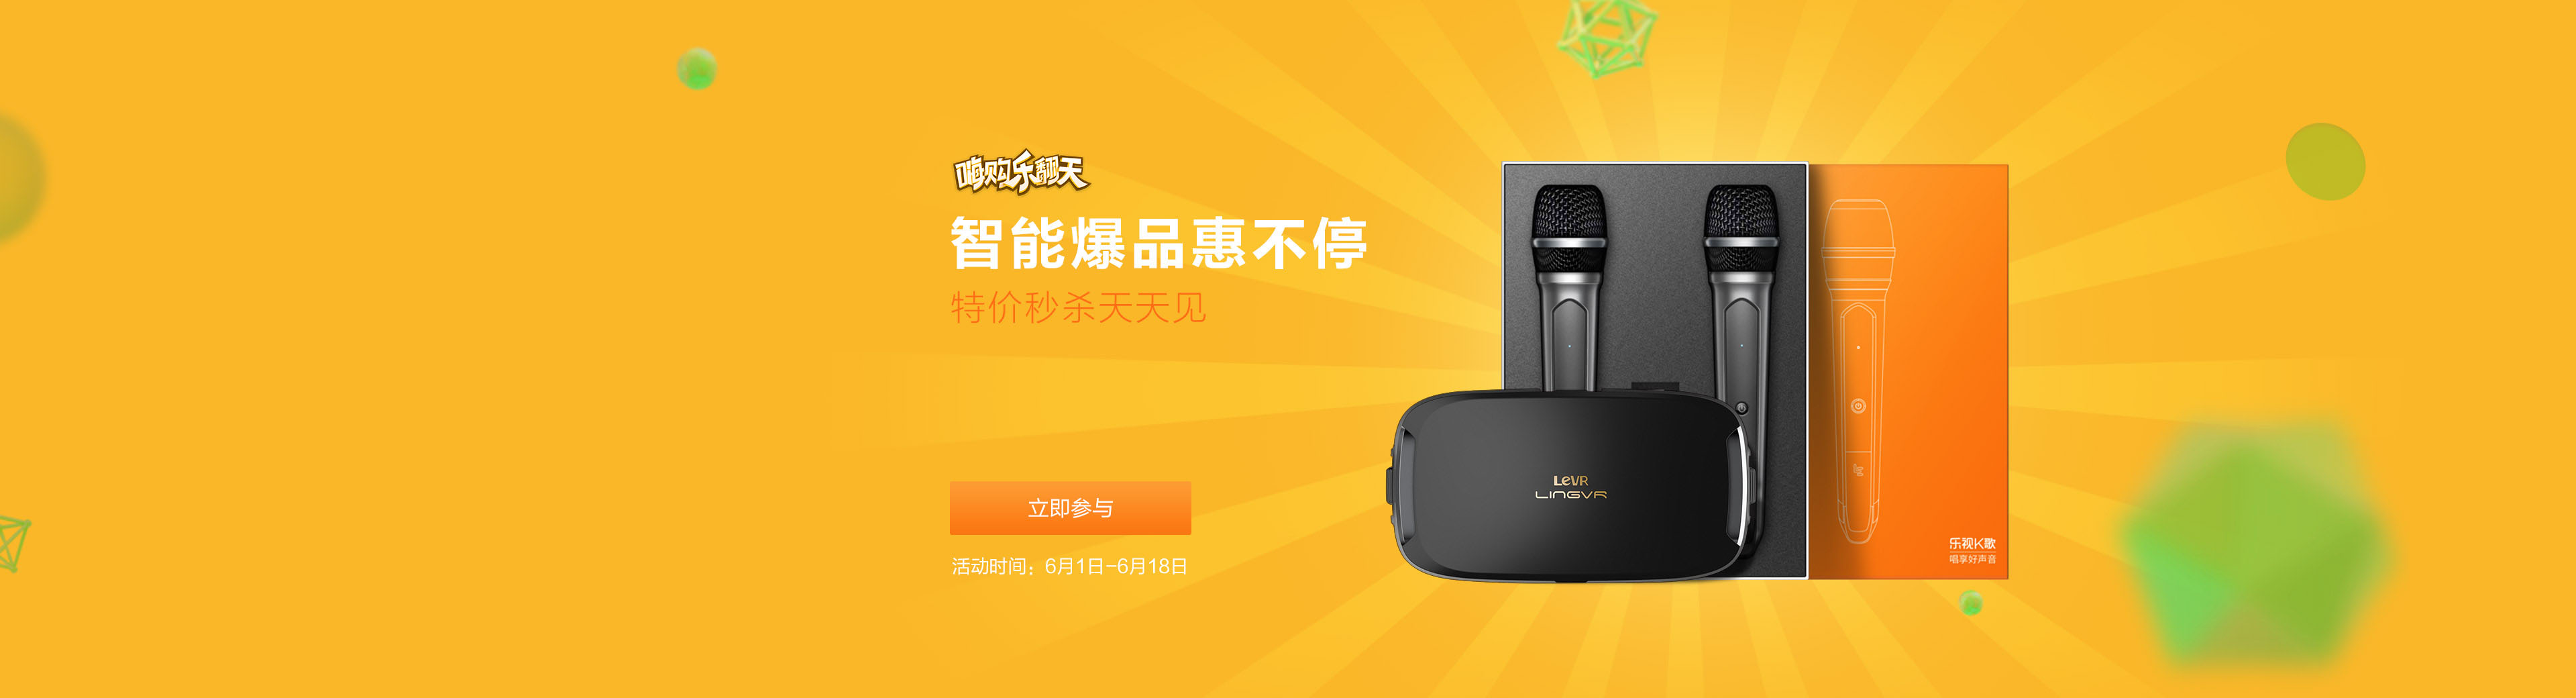 嗨购乐翻天
智能爆品惠不停
特价秒杀天天见
立即参与
活动时间：6月1日-6月18日
LeVR
LINGVR
乐视K歌
唱享好声音